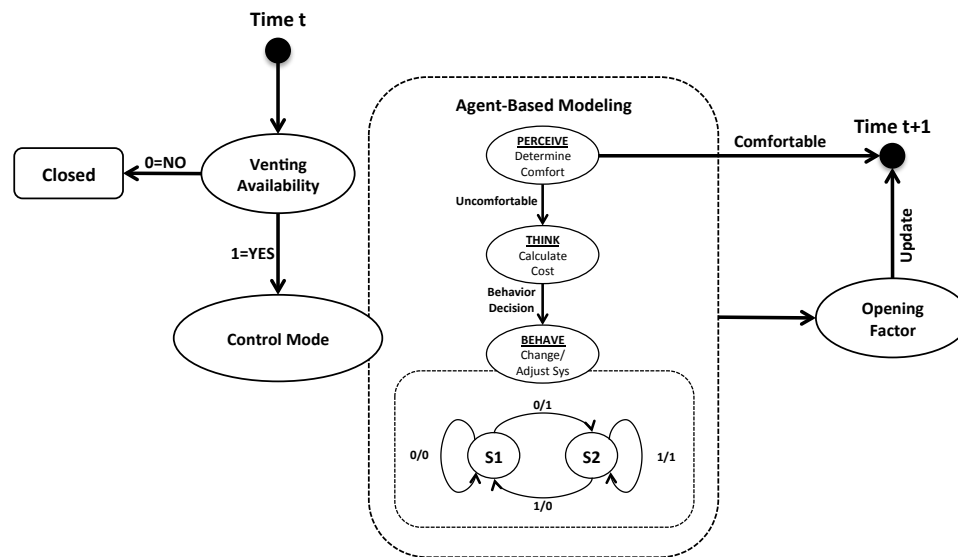 Time t
Agent-Based Modeling
Time t+1
PERCEIVE
Determine
Comfort
Comfortable
0=NO
Closed
Venting
Availability
Uncomfortable
THINK
Calculate
Cost
1=YES
Update
Behavior
Decision
Control Mode
Opening
Factor
BEHAVE
Change/
Adjust Sys
0/1
0/0
S1
S2
1/1
1/0